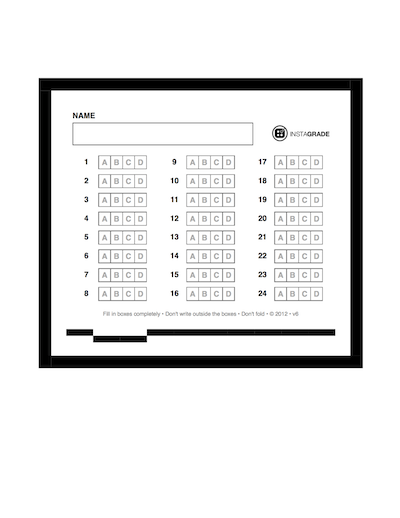 NAME
INSTAGRADE
1 A B C D 9 A B C D 17 A B C D
2 A B C D 10 A B C D 18 A B C D
3 A B C D 11 A B C D 19 A B C D
4 A B C D 12 A B C D 20 A B C D
5 A B C D 13 A B C D 21 A B C D
6 A B C D 14 A B C D 22 A B C D
7 A B C D 15 A B C D 23 A B C D
8 A B C D 16 A B C D 24 A B C D
Fill in boxes completely • Don't write outside the boxes • Don't fold • © 2012 • v6